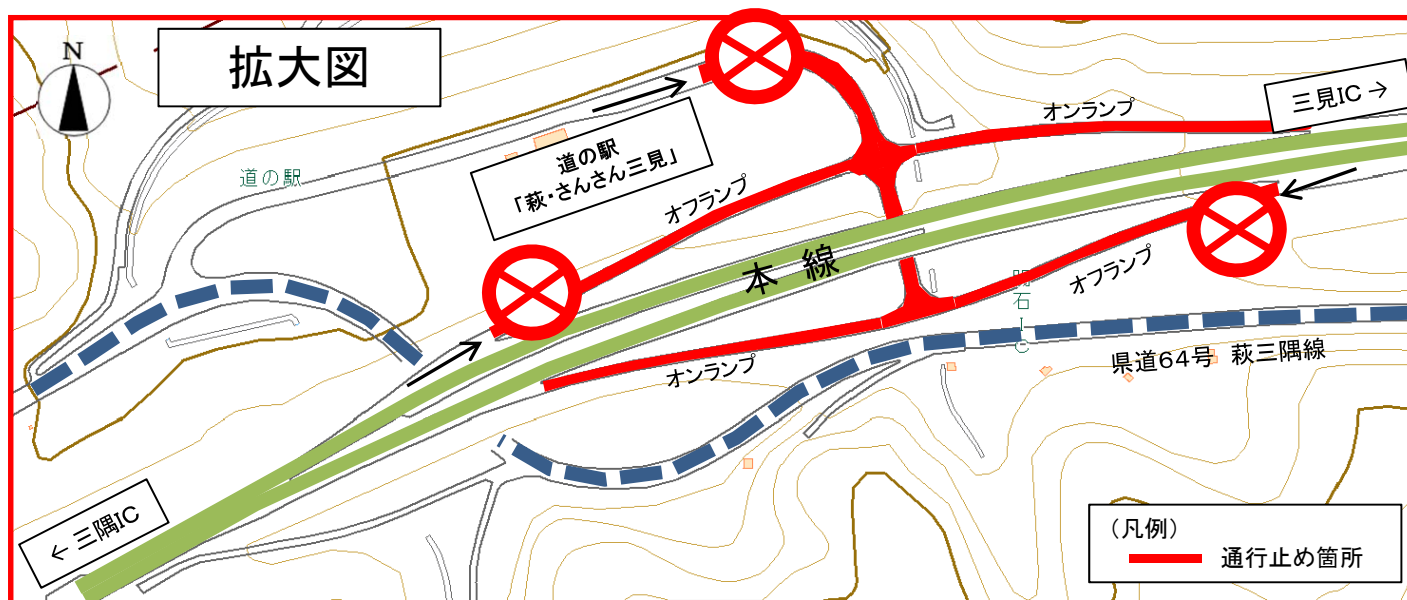 拡大図
N
三見IC →
オンランプ
道の駅
「萩・さんさん三見」
道の駅
オフランプ
本線
オフランプ
オンランプ
県道64号 萩三隅線
← 三隅IC
(凡例)
通行止め箇所